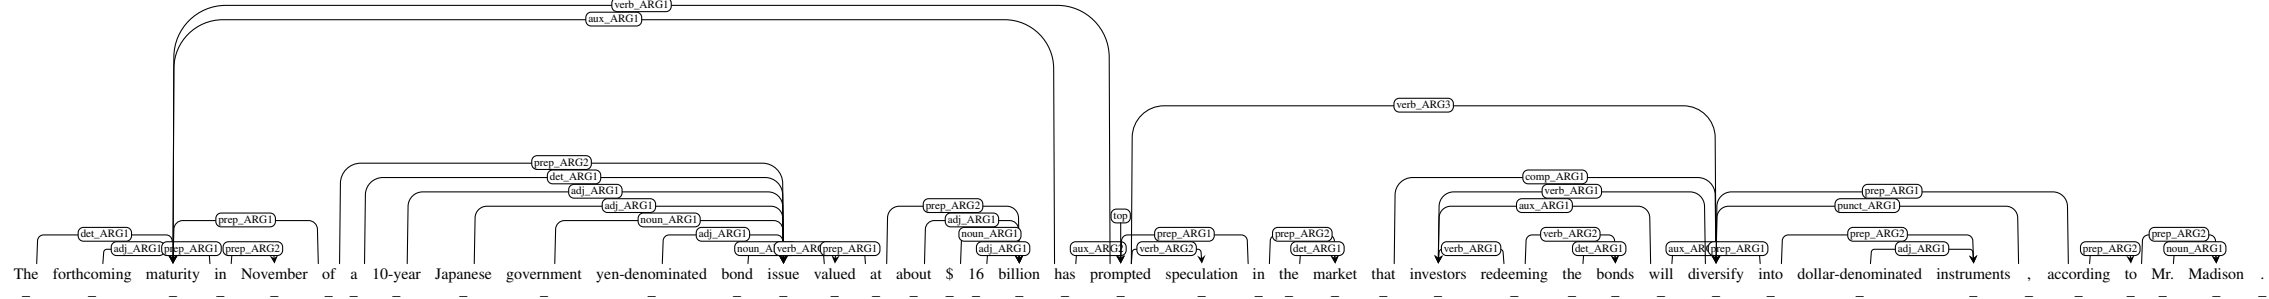 verb_ARG1
aux_ARG1
verb_ARG3
prep_ARG2
det_ARG1 comp_ARG1
adj_ARG1 verb_ARG1 prep_ARG1
adj_ARG1 prep_ARG2 aux_ARG1 punct_ARG1
prep_ARG1 noun_ARG1 adj_ARG1 top
det_ARG1 adj_ARG1 noun_ARG1 prep_ARG1 prep_ARG2 verb_ARG2 prep_ARG2 prep_ARG2
adj_ARG1 prep_ARG1 prep_ARG2 verb_ARG1 prep_ARG1 adj_ARG1 aux_ARG2 verb_ARG2 det_ARG1 verb_ARG1 det_ARG1 prep_ARG1 adj_ARG1 prep_ARG2 noun_ARG1
The forthcoming maturity in November of a 10-year Japanese government yen-denominated bond issue valued at about $ 16 billion has prompted speculation in the market that investors redeeming the bonds will diversify into dollar-denominated instruments , according to Mr. Madison .